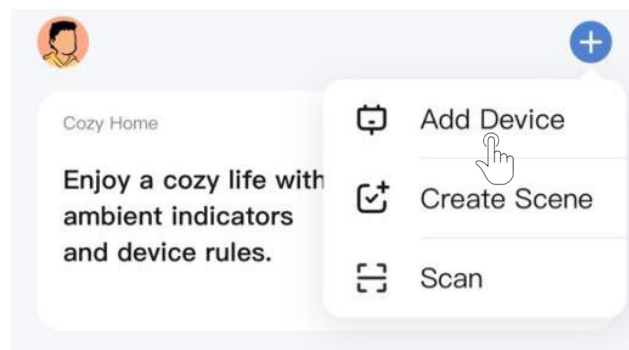 Cozy Home
Enjoy a cozy life with
ambient indicators
and device rules.
Add Device
Create Scene
Scan